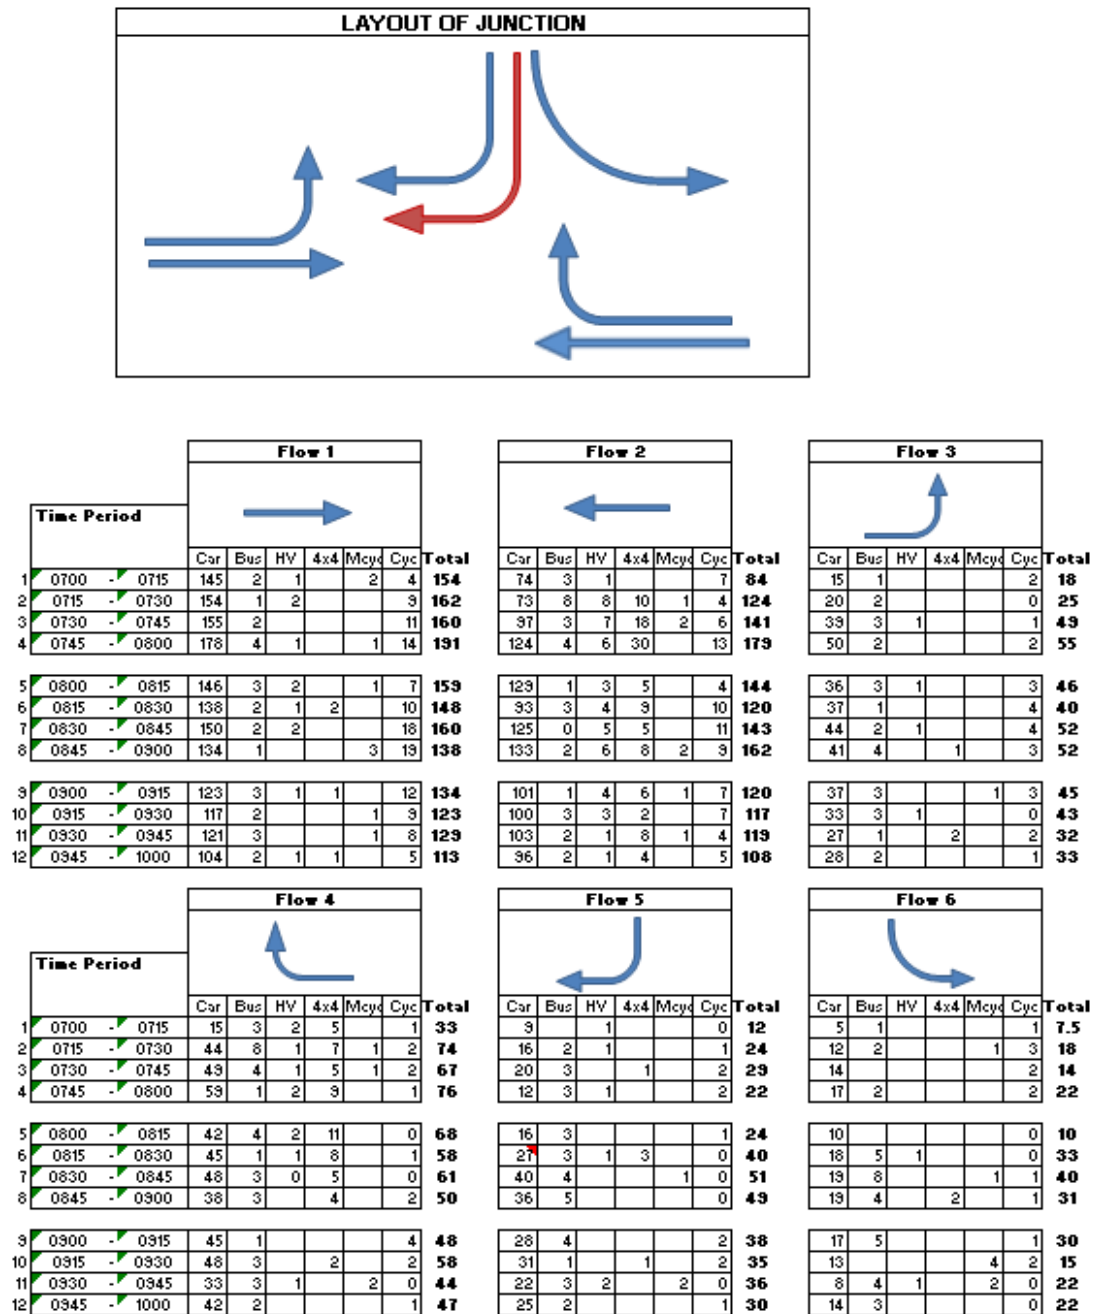 LAYOUT OF JUNCTION
Flow 1 Flow 2 Flow 3
Time Period
Car Bus HV 4x4 Mcyc Cyc Total Car Bus HV 4x4 Mcyc Cyc Total Car Bus HV 4x4 Mcyc Cyc Total
1 0700 - 0715 145 2 1 2 4 154 74 3 1 7 84 15 1 2 18
2 0715 - 0730 154 1 2 9 162 73 8 8 10 1 4 124 20 2 0 25
3 0730 - 0745 155 2 11 160 97 3 7 18 2 6 141 39 3 1 1 49
4 0745 - 0800 178 4 1 1 14 191 124 4 6 30 13 179 50 2 2 55
5 0800 - 0815 146 3 2 1 7 159 129 1 3 5 4 144 36 3 1 3 46
6 0815 - 0830 138 2 1 2 10 148 93 3 4 9 10 120 37 1 4 40
7 0830 - 0845 150 2 2 18 160 125 0 5 5 11 143 44 2 1 4 52
8 0845 - 0900 134 1 3 19 138 133 2 6 8 2 9 162 41 4 1 3 52
9 0900 - 0915 123 3 1 1 12 134 101 1 4 6 1 7 120 37 3 1 3 45
10 0915 - 0930 117 2 1 9 123 100 3 3 2 7 117 33 3 1 0 43
11 0930 - 0945 121 3 1 8 129 103 2 1 8 1 4 119 27 1 2 2 32
12 0945 - 1000 104 2 1 1 5 113 96 2 1 4 5 108 28 2 1 33
Flow 4 Flow 5 Flow 6
Time Period
Car Bus HV 4x4 Mcyc Cyc Total Car Bus HV 4x4 Mcyc Cyc Total Car Bus HV 4x4 Mcyc Cyc Total
1 0700 - 0715 15 3 2 5 1 33 9 1 0 12 5 1 1 7.5
2 0715 - 0730 44 8 1 7 1 2 74 16 2 1 1 24 12 2 1 3 18
3 0730 - 0745 49 4 1 5 1 2 67 20 3 1 2 29 14 2 14
4 0745 - 0800 59 1 2 9 1 76 12 3 1 2 22 17 2 2 22
5 0800 - 0815 42 4 2 11 0 68 16 3 1 24 10 0 10
6 0815 - 0830 45 1 1 8 1 58 27 3 1 3 0 40 18 5 1 0 33
7 0830 - 0845 48 3 0 5 0 61 40 4 1 0 51 19 8 1 1 40
8 0845 - 0900 38 3 4 2 50 36 5 0 49 19 4 2 1 31
9 0900 - 0915 45 1 4 48 28 4 2 38 17 5 1 30
10 0915 - 0930 48 3 2 2 58 31 1 1 2 35 13 4 2 15
11 0930 - 0945 33 3 1 2 0 44 22 3 2 2 0 36 8 4 1 2 0 22
12 0945 - 1000 42 2 1 47 25 2 1 30 14 3 0 22